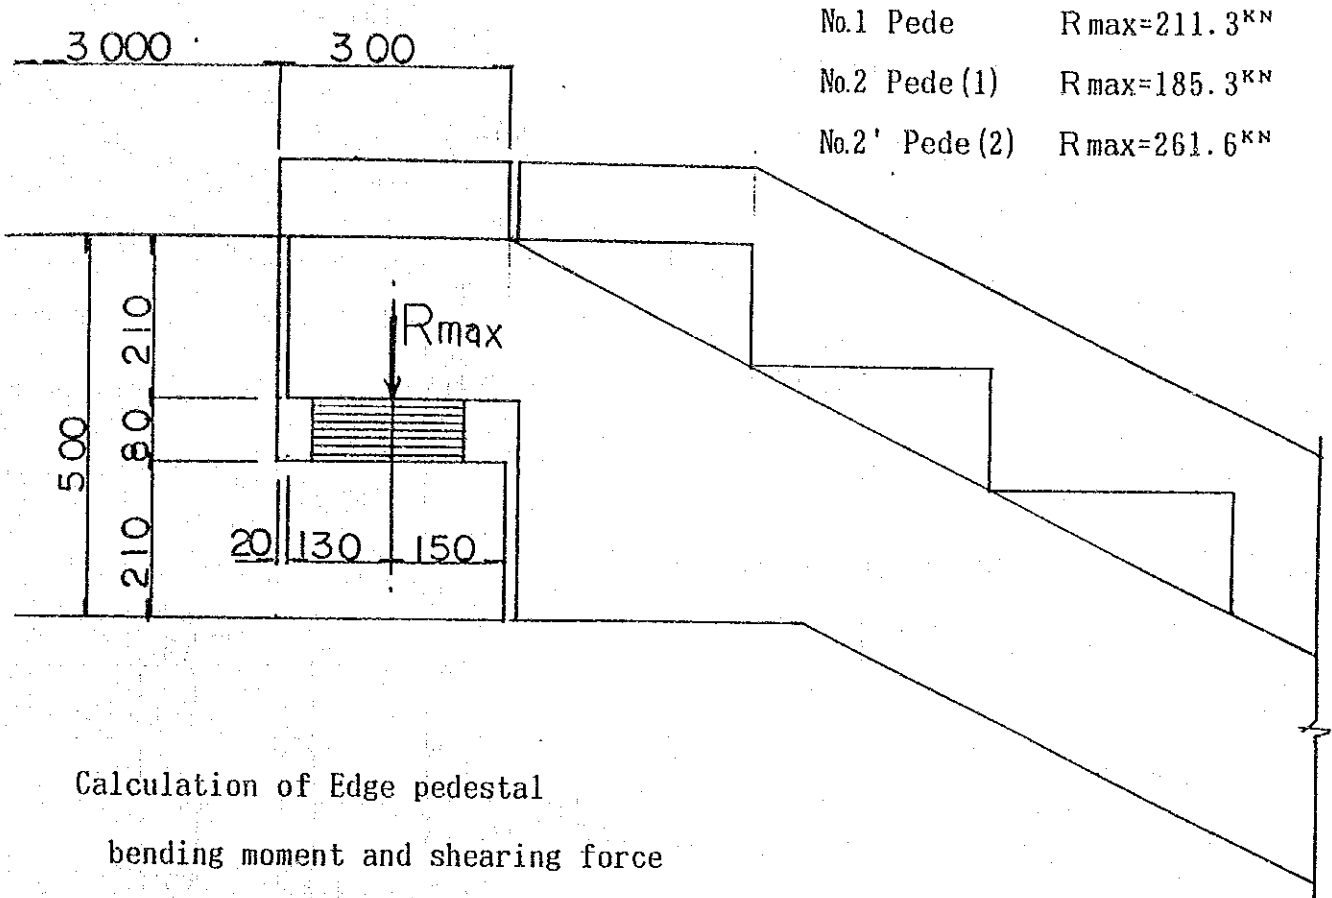 No.1 Pede Rmax=211.3KN
No.2 Pede(1) Rmax=185.3KN
No.2' Pede(2) Rmax=261.6KN
3000
300
500
210
80
210
Rmax
20
130
150
Calculation of Edge pedestal
bending moment and shearing force